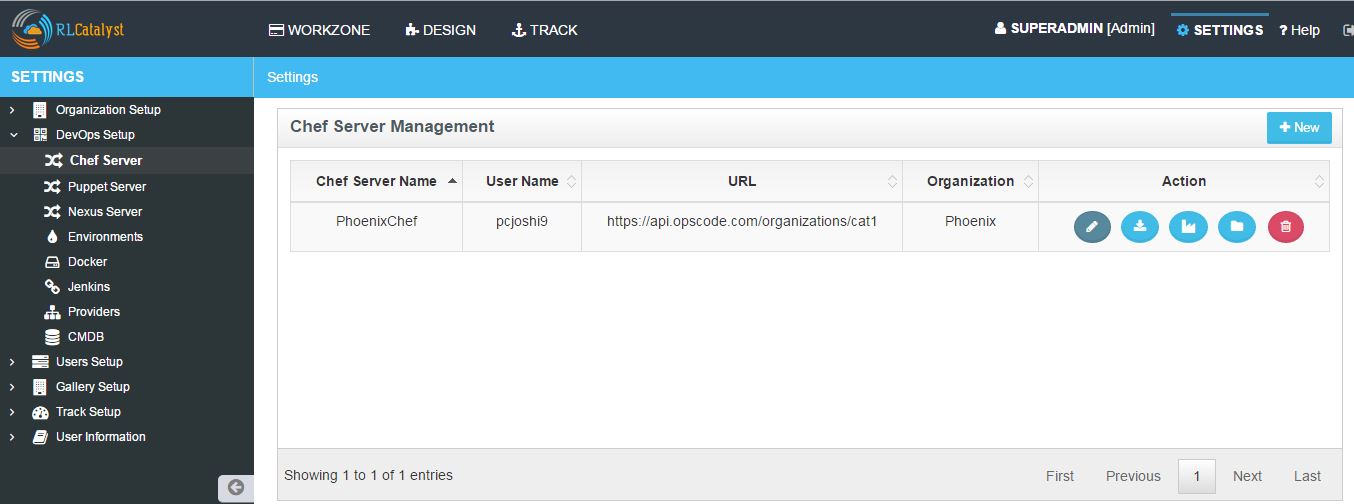 RLCatalyst WORKZONE DESIGN TRACK SUPERADMIN [Admin] SETTINGS ? Help
SETTINGS
Settings
Organization Setup
DevOps Setup
Chef Server
Puppet Server
Nexus Server
Environments
Docker
Jenkins
Providers
CMDB
Users Setup
Gallery Setup
Track Setup
User Information
Chef Server Management
+ New
Chef Server Name User Name URL Organization Action
PhoenixChef pcjoshi9 https://api.opscode.com/organizations/cat1 Phoenix
Showing 1 to 1 of 1 entries
First Previous 1 Next Last